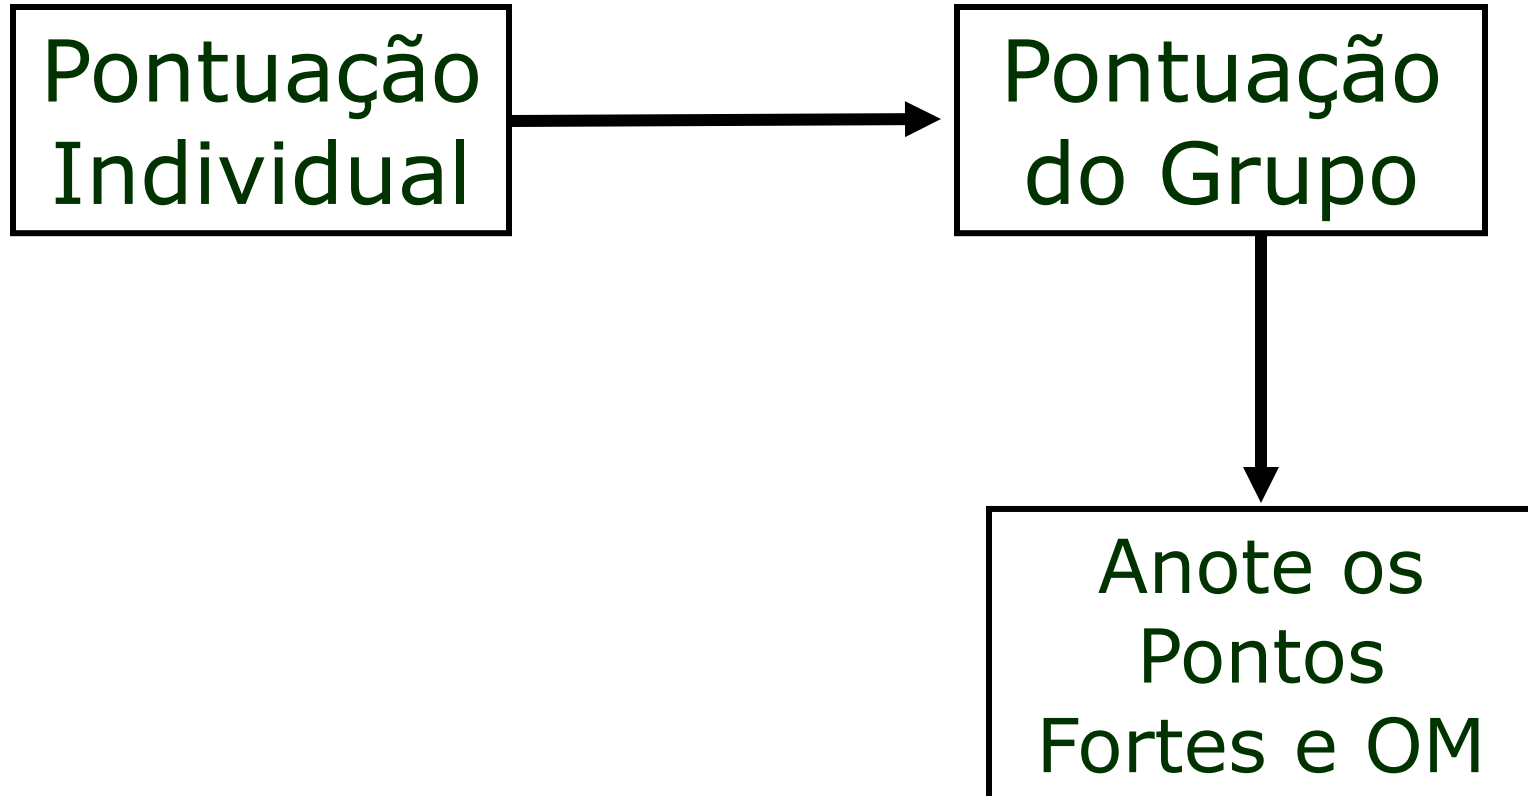 Pontuação
Individual
Pontuação
do Grupo
Anote os
Pontos
Fortes e OM